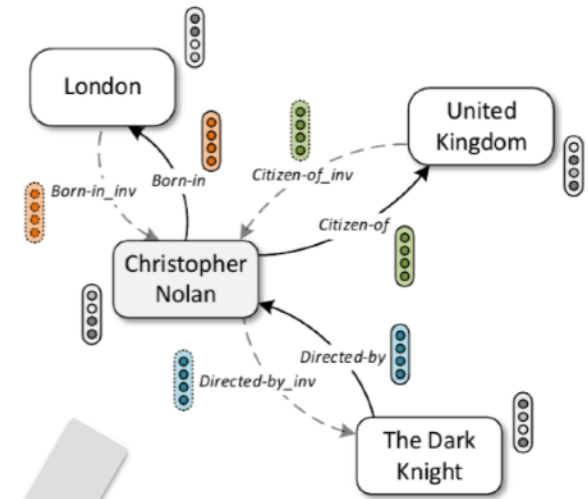 London
United
Kingdom
Born-in_inv
Born-in
Citizen-of_inv
Citizen-of
Christopher
Nolan
Directed-by
Directed-by_inv
The Dark
Knight